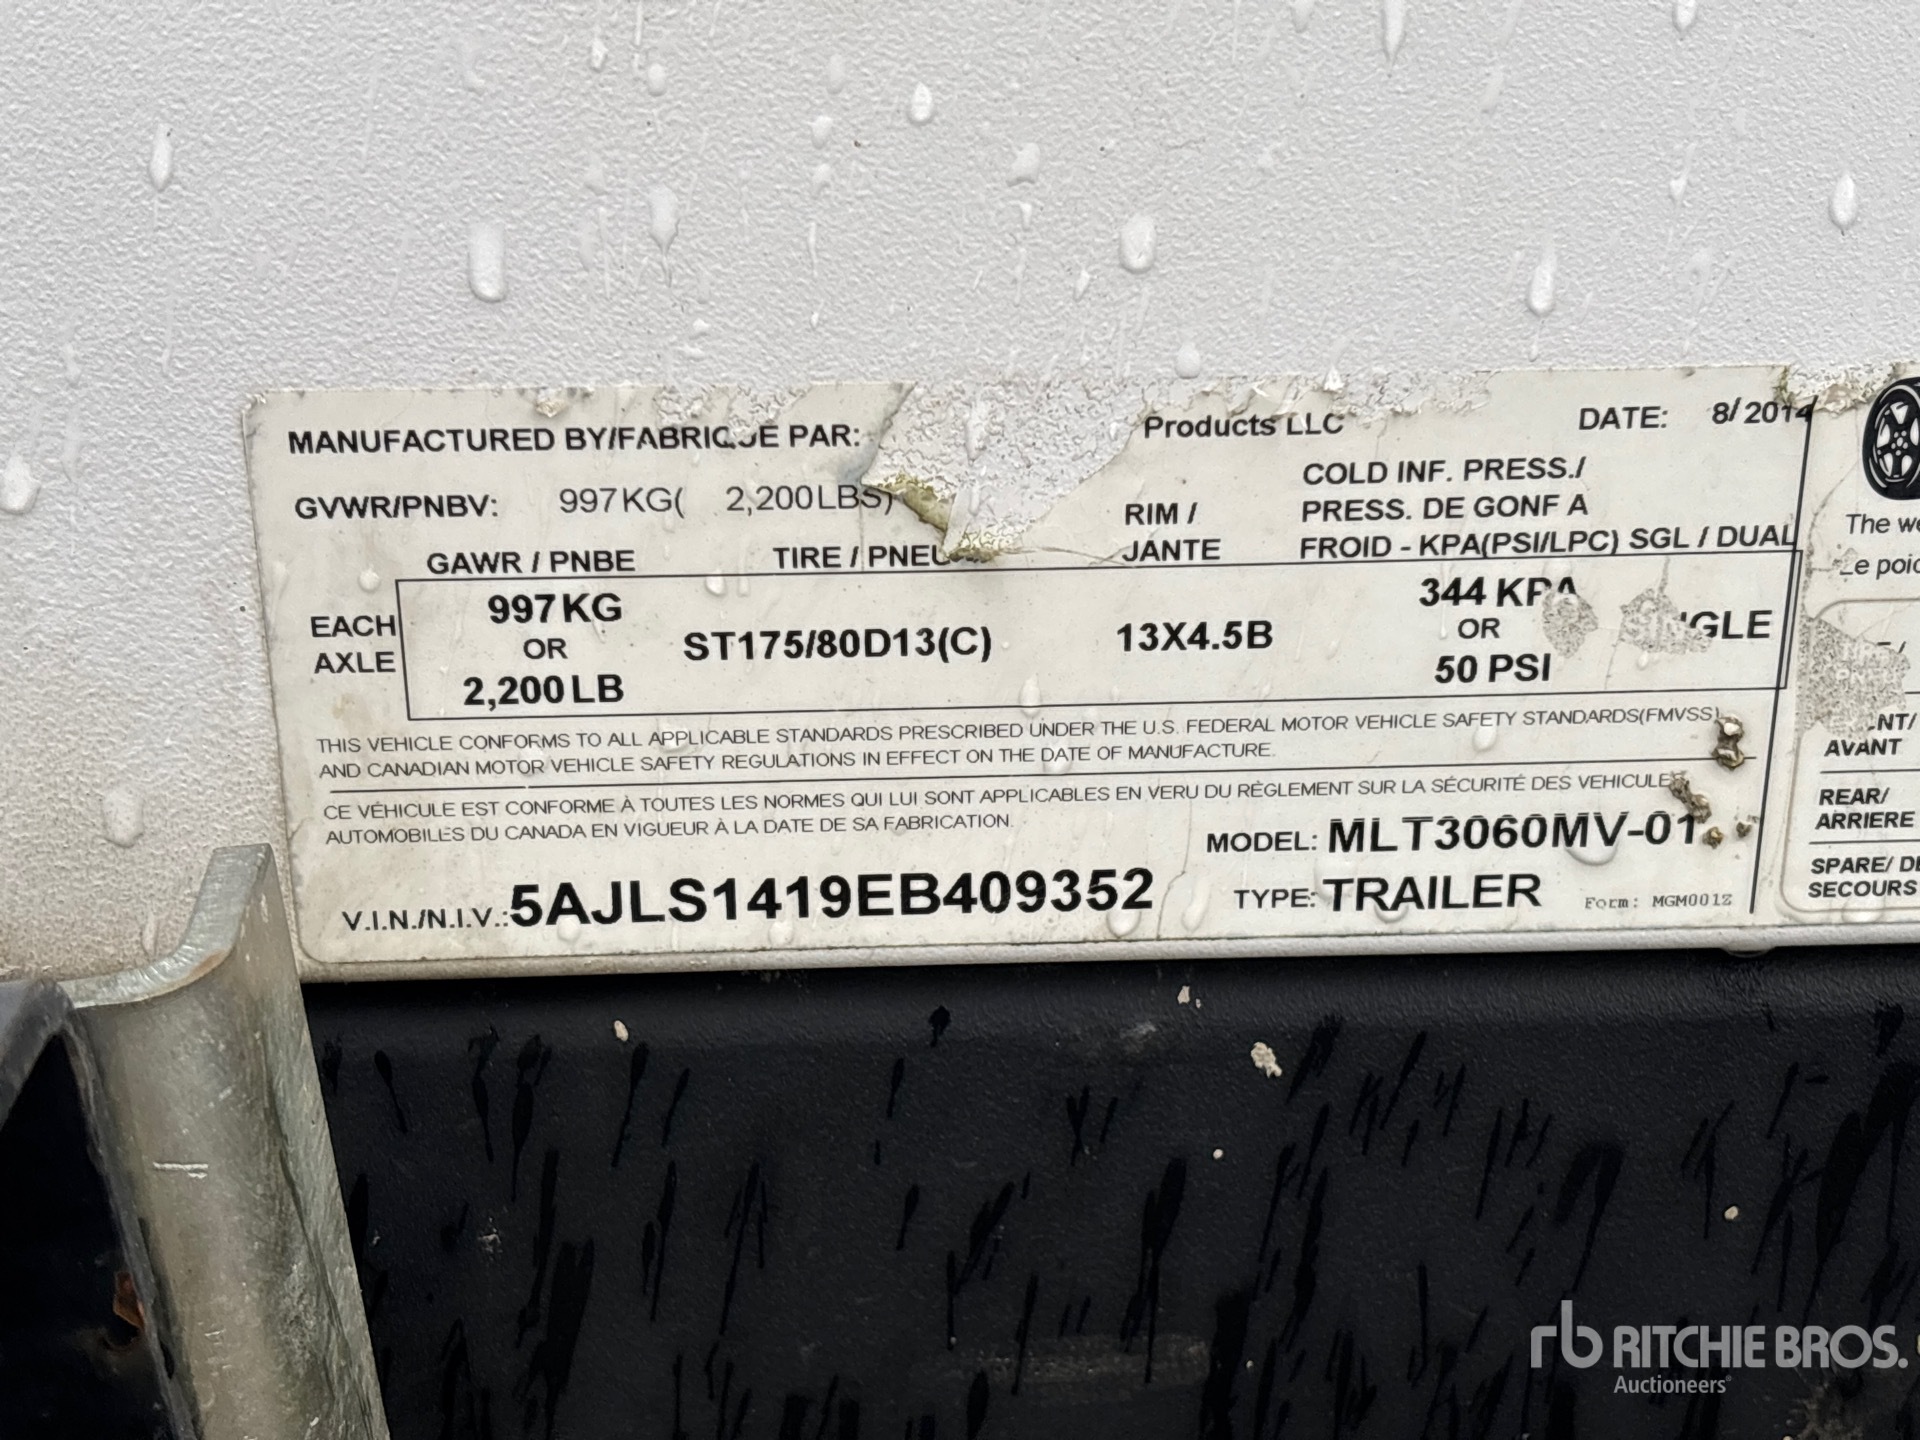 MANUFACTURED BY/FABRIQUE PAR: Products LLC DATE: 8/2014
GVWR/PNBV: 997KG( 2,200LBS)
GAWR / PNBE TIRE / PNEU RIM / JANTE COLD INF. PRESS./
PRESS. DE GONF A
FROID - KPA(PSI/LPC) SGL / DUAL
EACH AXLE
997KG
OR
2,200LB
ST175/80D13(C)
13X4.5B
344 KPA
OR
50 PSI
SINGLE
THIS VEHICLE CONFORMS TO ALL APPLICABLE STANDARDS PRESCRIBED UNDER THE U.S. FEDERAL MOTOR VEHICLE SAFETY STANDARDS(FMVSS)
AND CANADIAN MOTOR VEHICLE SAFETY REGULATIONS IN EFFECT ON THE DATE OF MANUFACTURE.
CE VÉHICULE EST CONFORME À TOUTES LES NORMES QUI LUI SONT APPLICABLES EN VERU DU RÈGLEMENT SUR LA SÉCURITÉ DES VEHICULES
AUTOMOBILES DU CANADA EN VIGUEUR À LA DATE DE SA FABRICATION.
MODEL: MLT3060MV-01
V.I.N./N.I.V.: 5AJLS1419EB409352 TYPE: TRAILER Form: MGM001Z
The we
Le poid
AVANT
REAR/
ARRIERE
SPARE/ DE
SECOURS
rb RITCHIE BROS.
Auctioneers